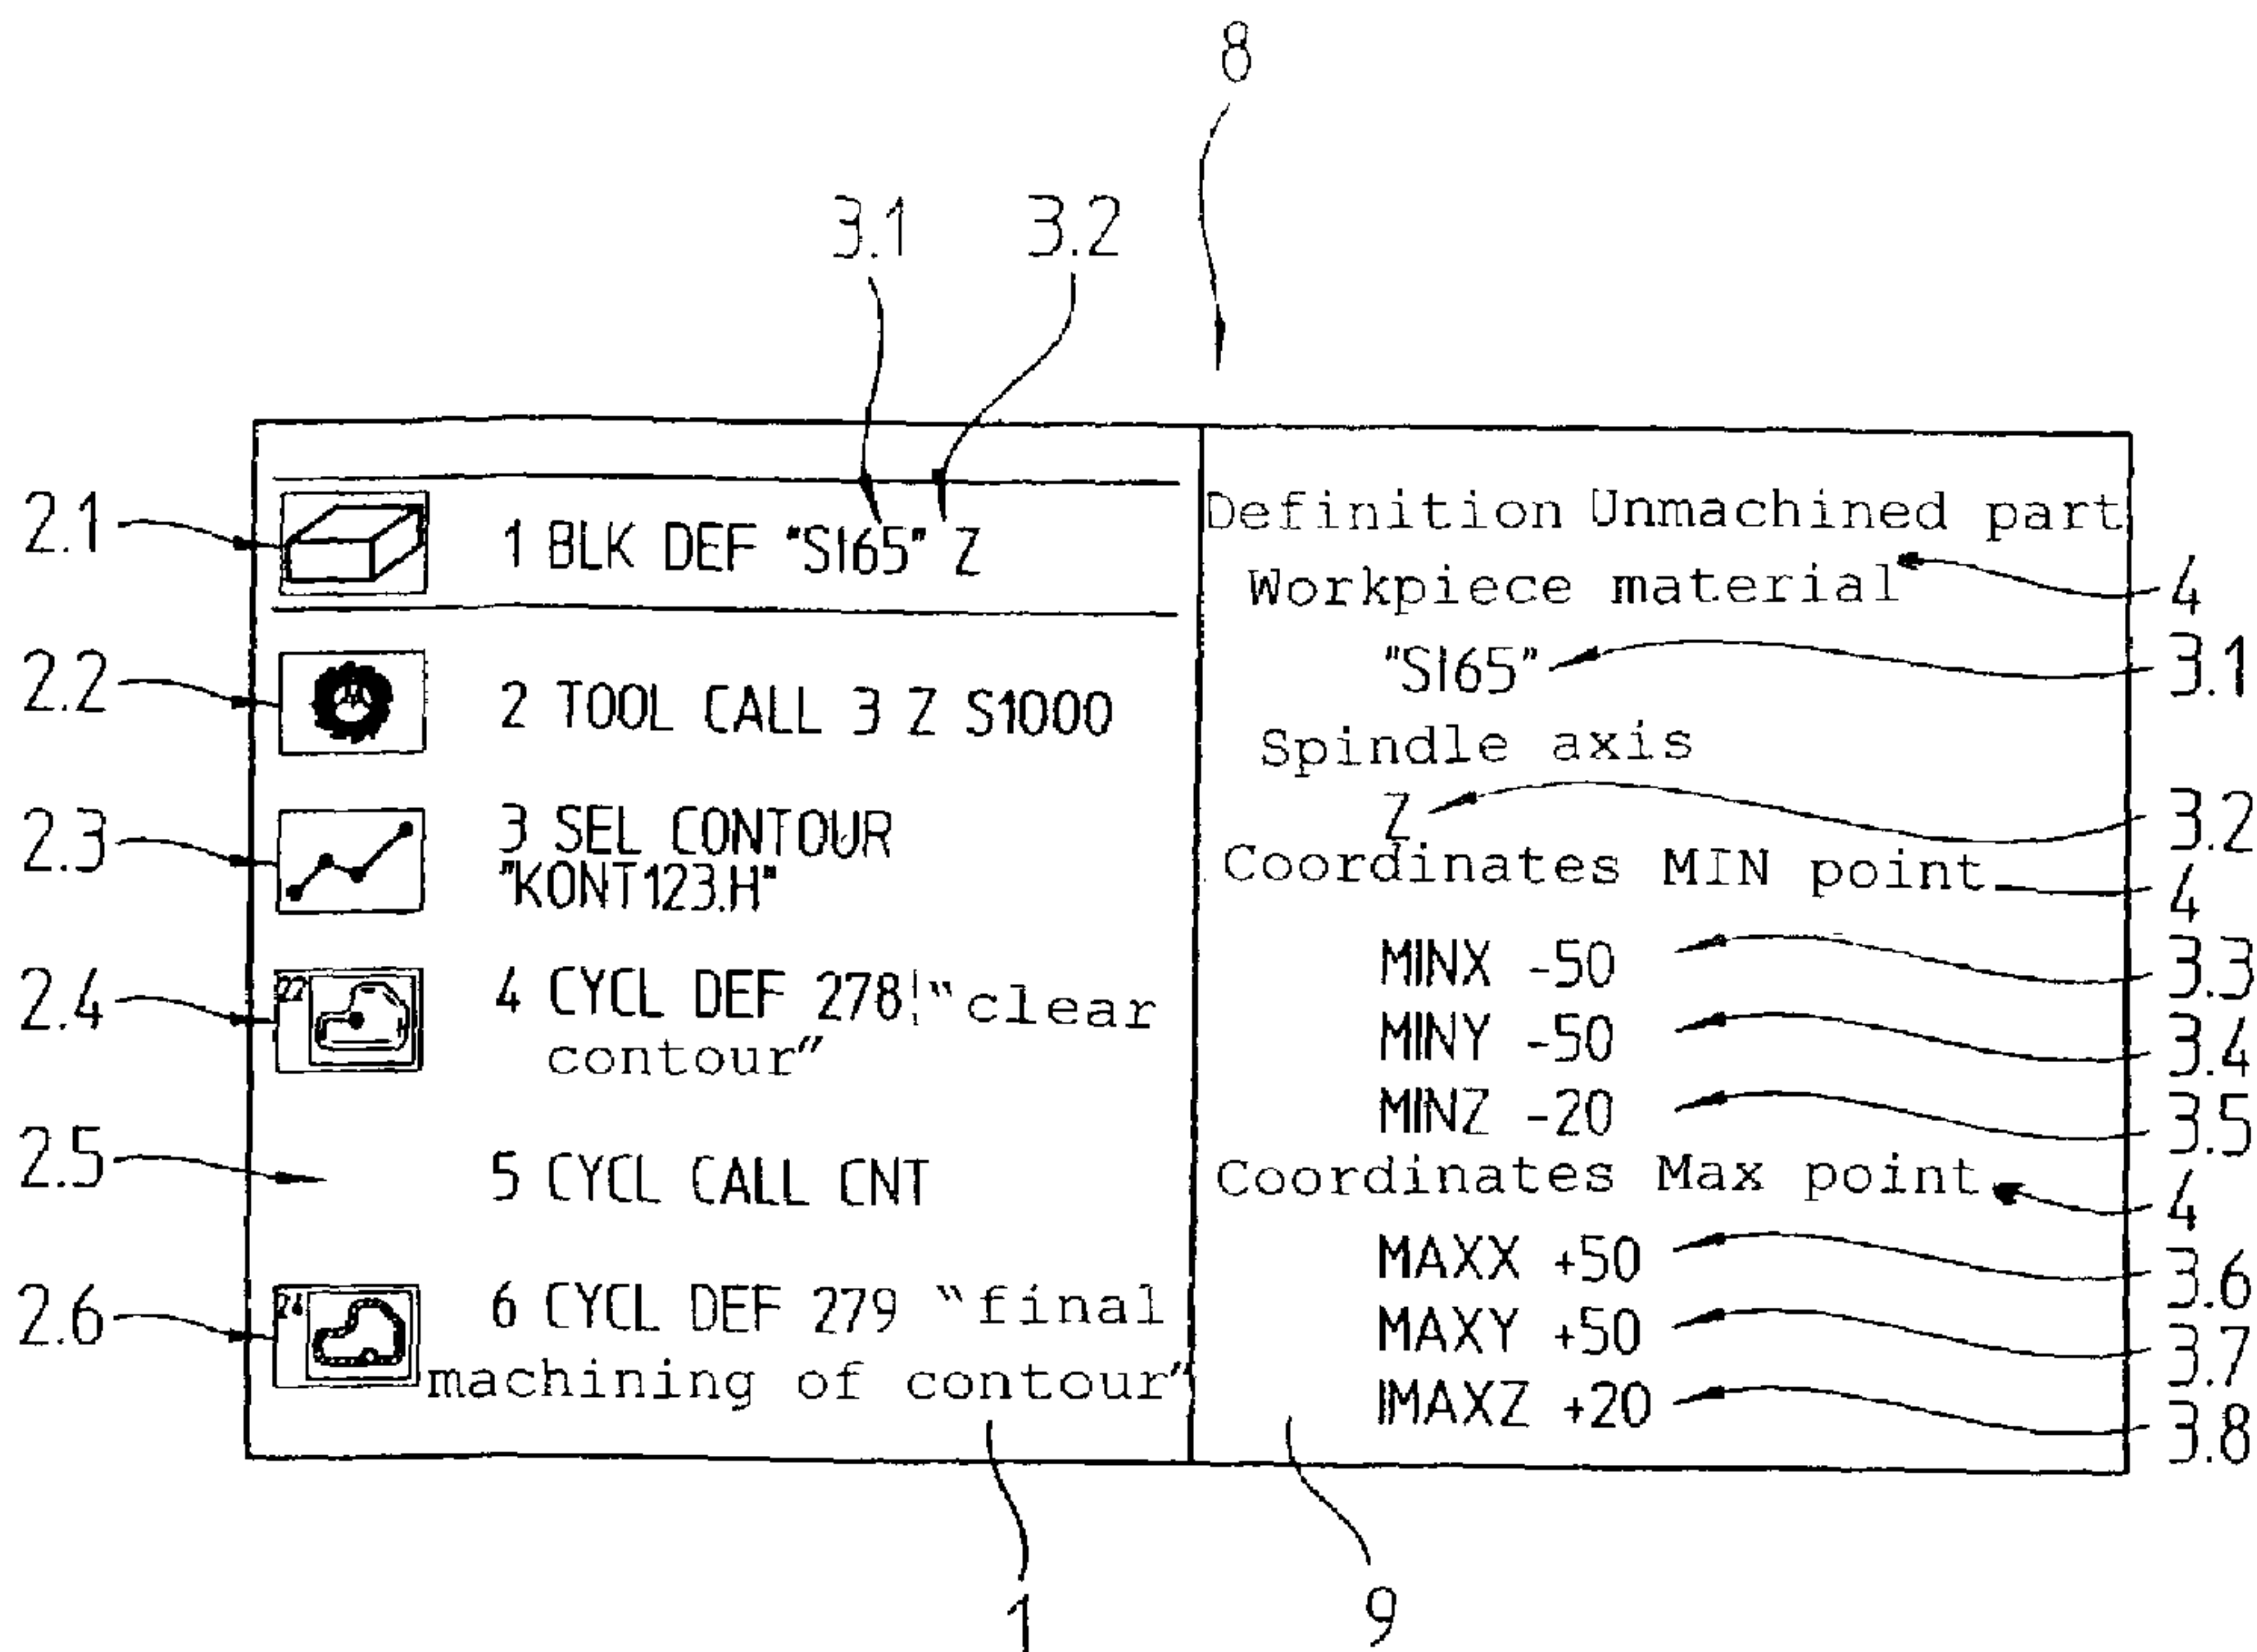 8
3.1 3.2
2.1
1 BLK DEF "St65" Z
2.2
2 TOOL CALL 3 Z S1000
2.3
3 SEL CONTOUR
"KONT123.H"
2.4
22
4 CYCL DEF 278 "clear
contour"
2.5
5 CYCL CALL CNT
2.6
6 CYCL DEF 279 "final
machining of contour"
Definition Unmachined part
Workpiece material
4
"St65"
3.1
Spindle axis
Z
3.2
Coordinates MIN point
4
MINX -50
3.3
MINY -50
3.4
MINZ -20
3.5
Coordinates Max point
4
MAXX +50
3.6
MAXY +50
3.7
MAXZ +20
3.8
1
9